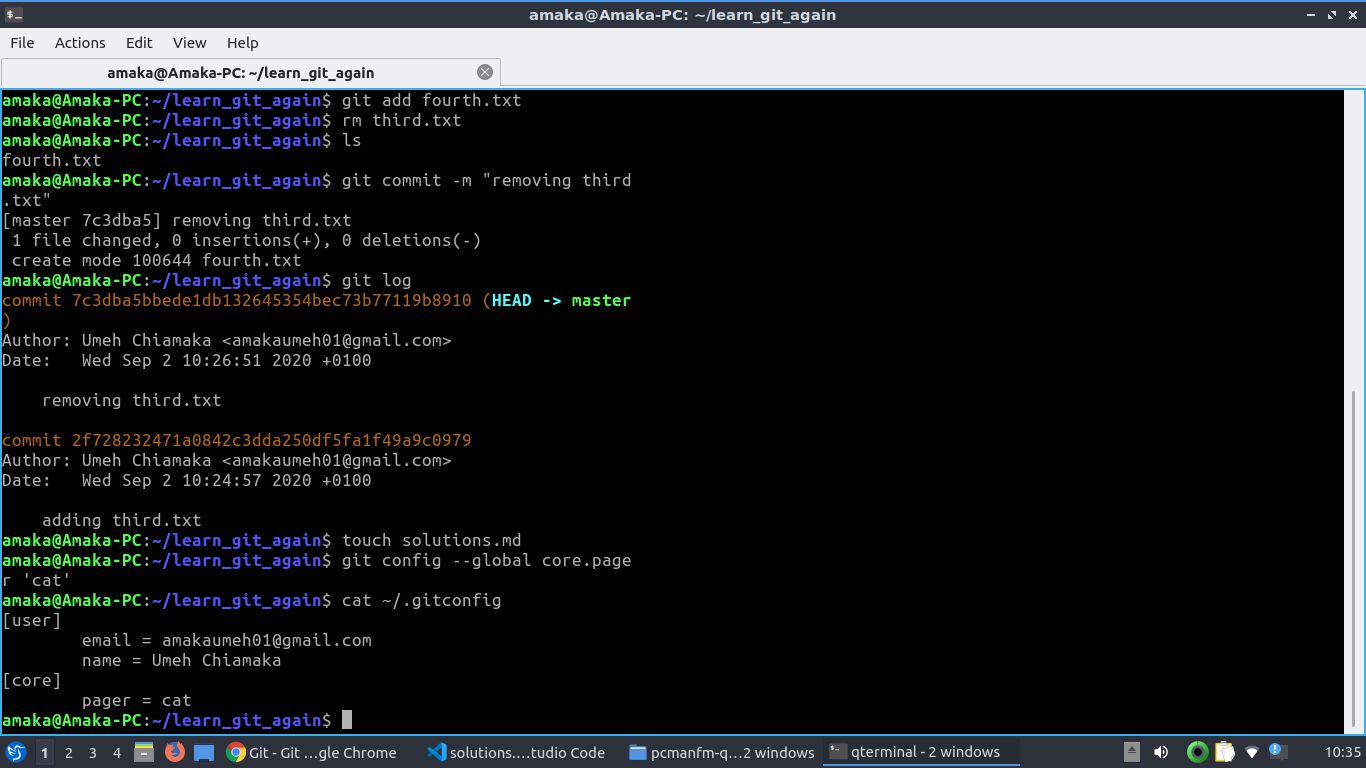 amaka@Amaka-PC: ~/learn_git_again
File Actions Edit View Help
amaka@Amaka-PC: ~/learn_git_again
amaka@Amaka-PC:~/learn_git_again$ git add fourth.txt
amaka@Amaka-PC:~/learn_git_again$ rm third.txt
amaka@Amaka-PC:~/learn_git_again$ ls
fourth.txt
amaka@Amaka-PC:~/learn_git_again$ git commit -m "removing third
.txt"
[master 7c3dba5] removing third.txt
 1 file changed, 0 insertions(+), 0 deletions(-)
 create mode 100644 fourth.txt
amaka@Amaka-PC:~/learn_git_again$ git log
commit 7c3dba5bbede1db132645354bec73b77119b8910 (HEAD -> master
)
Author: Umeh Chiamaka <amakaumeh01@gmail.com>
Date:   Wed Sep 2 10:26:51 2020 +0100
    removing third.txt
commit 2f728232471a0842c3dda250df5fa1f49a9c0979
Author: Umeh Chiamaka <amakaumeh01@gmail.com>
Date:   Wed Sep 2 10:24:57 2020 +0100
    adding third.txt
amaka@Amaka-PC:~/learn_git_again$ touch solutions.md
amaka@Amaka-PC:~/learn_git_again$ git config --global core.page
r 'cat'
amaka@Amaka-PC:~/learn_git_again$ cat ~/.gitconfig
[user]
        email = amakaumeh01@gmail.com
        name = Umeh Chiamaka
[core]
        pager = cat
amaka@Amaka-PC:~/learn_git_again$
1 2 3 4 Git - Git ...gle Chrome solutions....tudio Code pcmanfm-q...2 windows qterminal - 2 windows 10:35